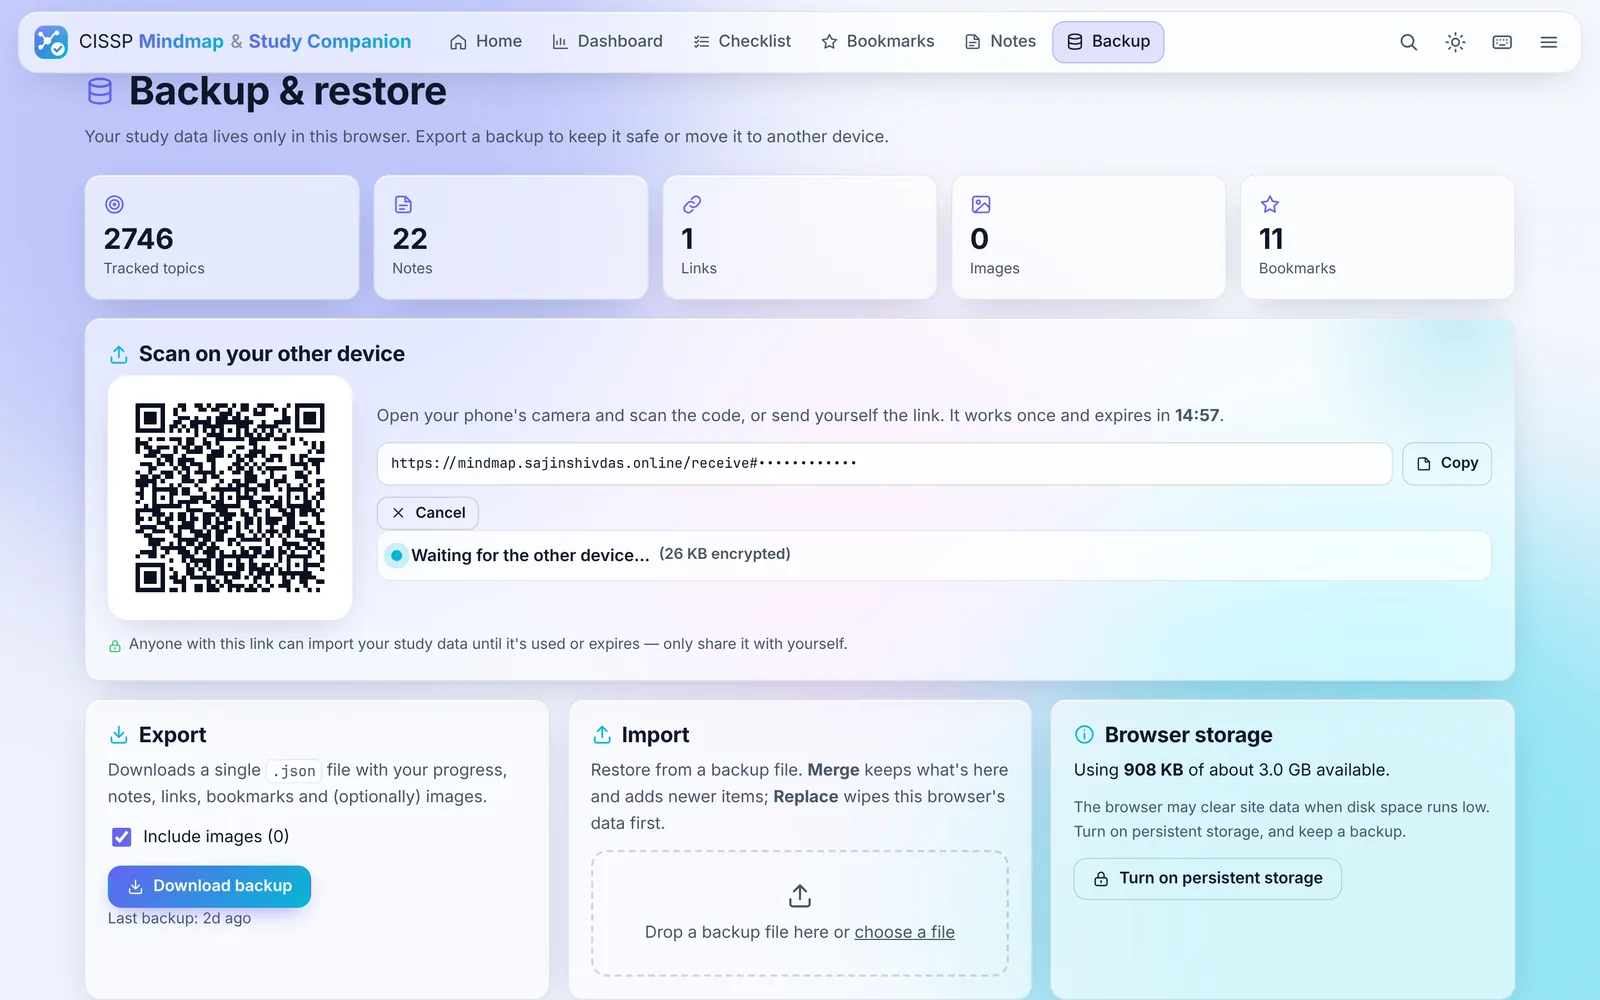 CISSP Mindmap & Study Companion
Home
Dashboard
Checklist
Bookmarks
Notes
Backup
Backup & restore
Your study data lives only in this browser. Export a backup to keep it safe or move it to another device.
2746
Tracked topics
22
Notes
1
Links
0
Images
11
Bookmarks
Scan on your other device
Open your phone's camera and scan the code, or send yourself the link. It works once and expires in 14:57.
https://mindmap.sajinshivdas.online/receive#••••••••••••
Copy
Cancel
Waiting for the other device... (26 KB encrypted)
Anyone with this link can import your study data until it's used or expires — only share it with yourself.
Export
Downloads a single .json file with your progress,
notes, links, bookmarks and (optionally) images.
Include images (0)
Download backup
Last backup: 2d ago
Import
Restore from a backup file. Merge keeps what's here
and adds newer items; Replace wipes this browser's
data first.
Drop a backup file here or choose a file
Browser storage
Using 908 KB of about 3.0 GB available.
The browser may clear site data when disk space runs low.
Turn on persistent storage, and keep a backup.
Turn on persistent storage